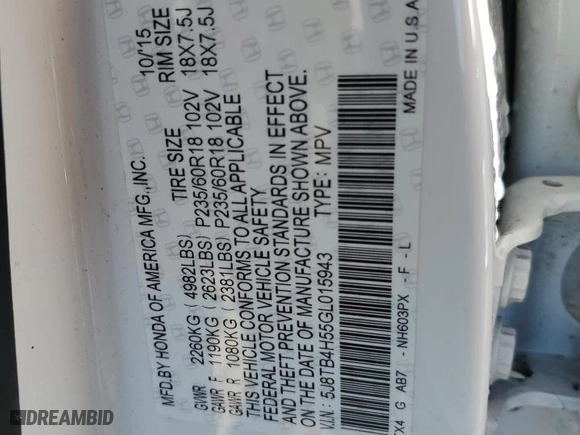 MFD.BY HONDA OF AMERICA MFG.,INC. 10/15
TIRE SIZE RIM SIZE
GVWR 2260KG (4982LBS)
GAWR F 1190KG (2623LBS) P235/60R18 102V 18X7.5J
GAWR R 1080KG (2381LBS) P235/60R18 102V 18X7.5J
THIS VEHICLE CONFORMS TO ALL APPLICABLE
FEDERAL MOTOR VEHICLE SAFETY
AND THEFT PREVENTION STANDARDS IN EFFECT
ON THE DATE OF MANUFACTURE SHOWN ABOVE.
V.I.N.: 5J8TB4H55GL015943 TYPE: MPV
TX4 G AB7 -NH603PX - F - L
MADE IN U.S.A.
DREAMBID